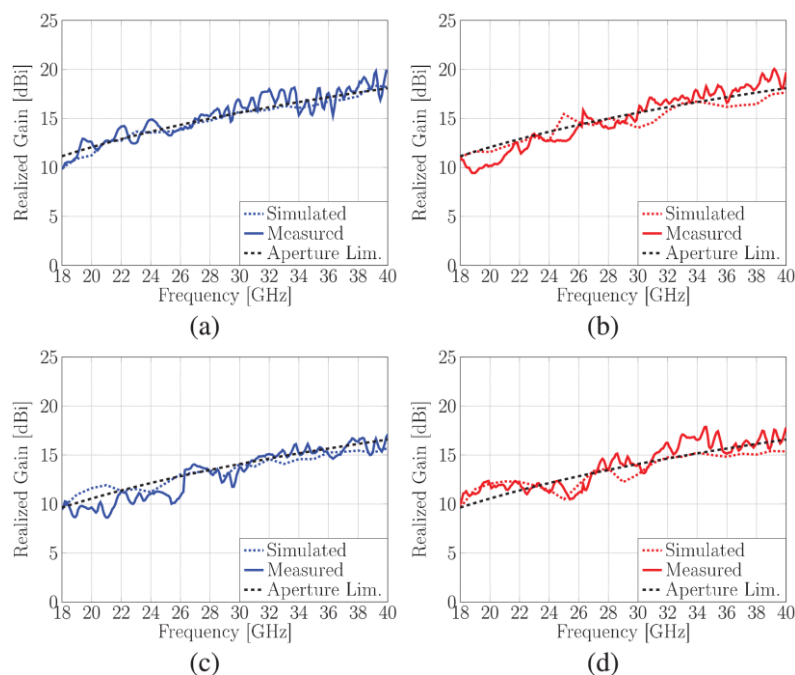 25
20
15
10
5
0
Realized Gain [dBi]
Simulated
Mcasurcd
Aperture Lim.
18 20 22 24 26 28 30 32 34 36 38 40
Frequency [GHz]
(a)
25
20
15
10
5
0
Realized Gain [dBi]
Simulated
Measured
Aperture Lim.
18 20 22 24 26 28 30 32 34 36 38 40
Frequency [GHz]
(b)
25
20
15
10
5
0
Realized Gain [dBi]
Simulated
Measured
Aperture Lim.
18 20 22 24 26 28 30 32 34 36 38 40
Frequency [GHz]
(c)
25
20
15
10
5
0
Realized Gain [dBi]
Simulated
Measured
Aperture Lim.
18 20 22 24 26 28 30 32 34 36 38 40
Frequency [GHz]
(d)